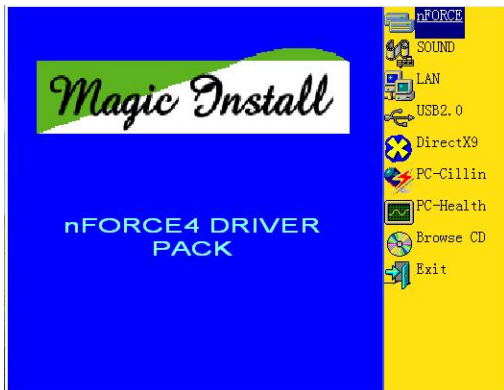 Magic Install
nFORCE4 DRIVER
PACK
nFORCE
SOUND
LAN
USB2.0
DirectX9
PC-Cillin
PC-Health
Browse CD
Exit